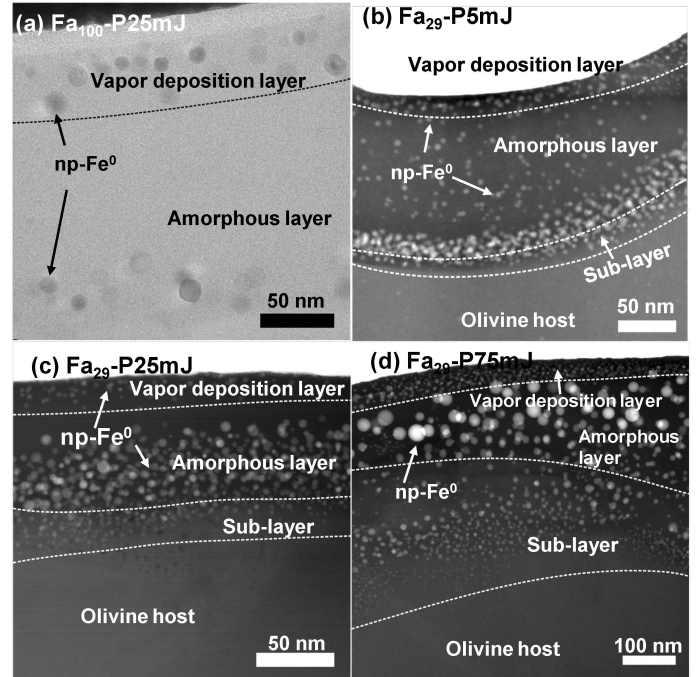 (a) Fa₁₀₀-P25mJ
Vapor deposition layer
np-Fe⁰
Amorphous layer
50 nm
(b) Fa₂₉-P5mJ
Vapor deposition layer
Amorphous layer
np-Fe⁰
Sub-layer
Olivine host
50 nm
(c) Fa₂₉-P25mJ
Vapor deposition layer
np-Fe⁰
Amorphous layer
Sub-layer
Olivine host
50 nm
(d) Fa₂₉-P75mJ
Vapor deposition layer
Amorphous
layer
np-Fe⁰
Sub-layer
Olivine host
100 nm